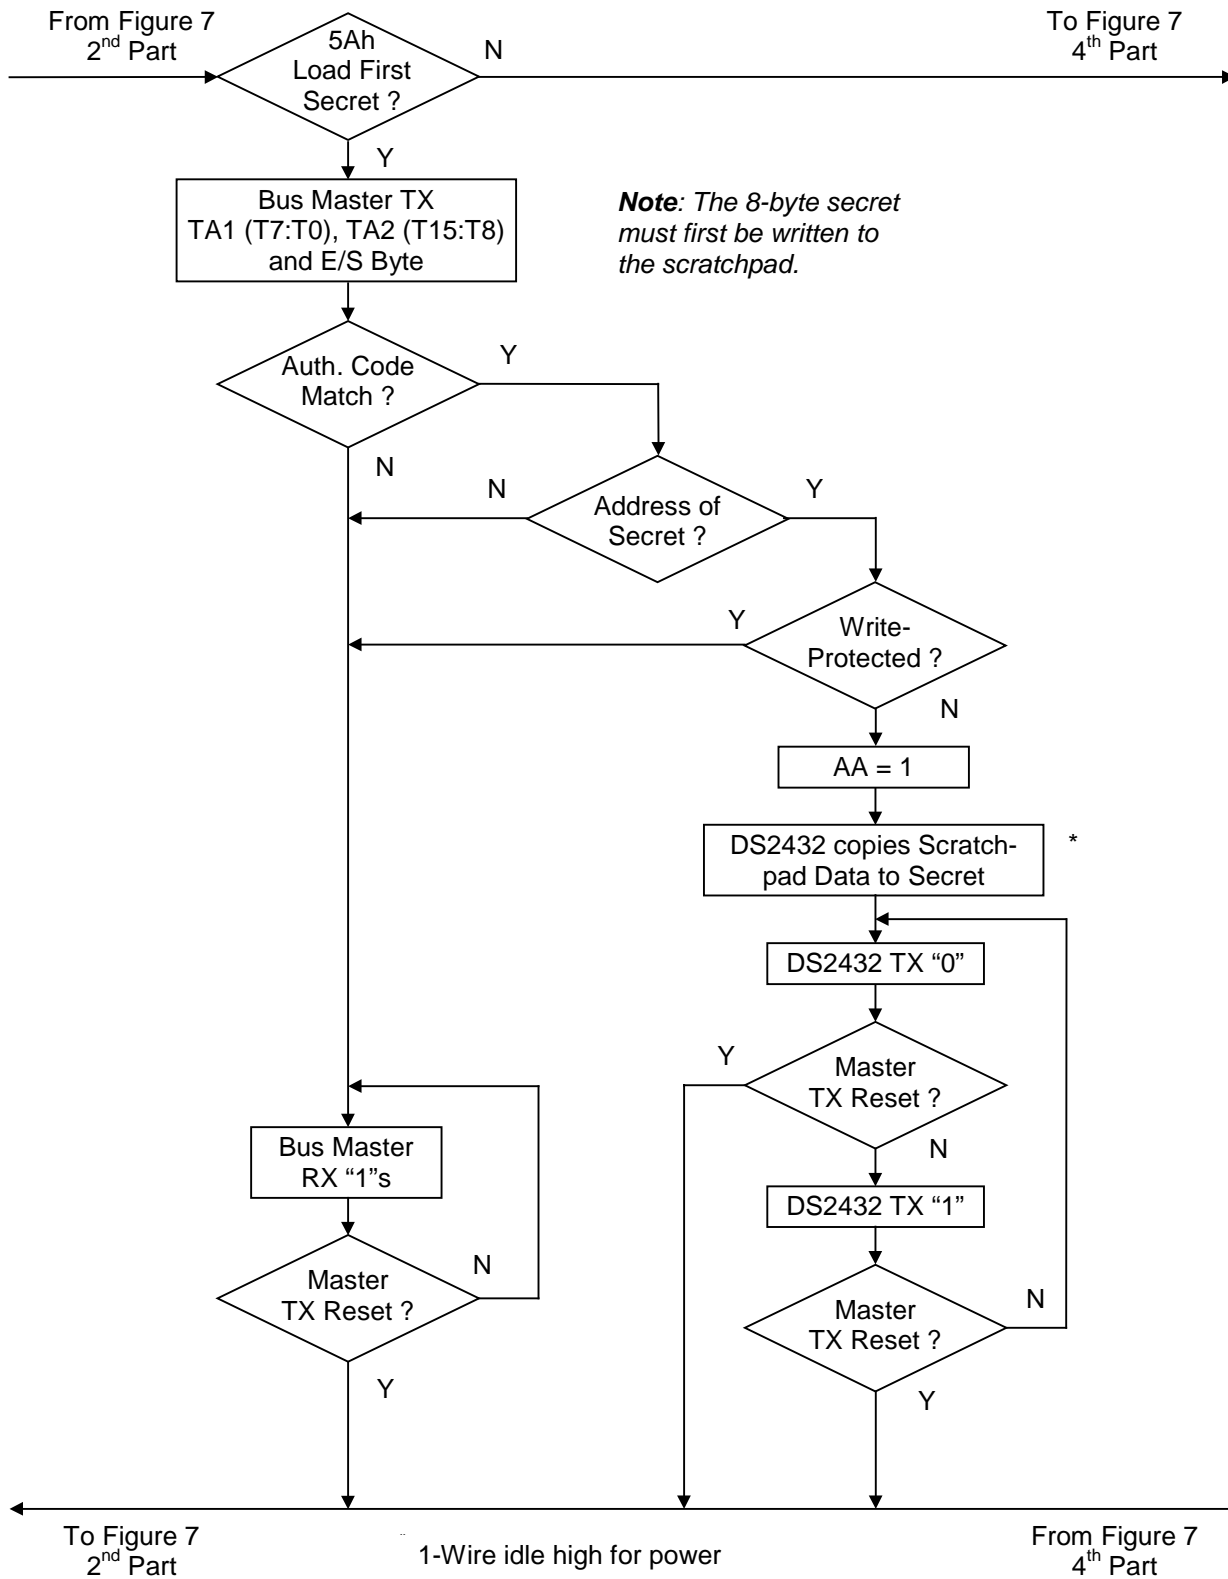 From Figure 7
2nd Part
To Figure 7
4th Part
5Ah
Load First
Secret ?
N
Y
Bus Master TX
TA1 (T7:T0), TA2 (T15:T8)
and E/S Byte
Note: The 8-byte secret
must first be written to
the scratchpad.
Auth. Code
Match ?
Y
N
Address of
Secret ?
N
Y
Write-
Protected ?
Y
N
AA = 1
DS2432 copies Scratch-
pad Data to Secret
*
DS2432 TX “0”
Master
TX Reset ?
Y
N
DS2432 TX “1”
Master
TX Reset ?
N
Y
Bus Master
RX “1”s
Master
TX Reset ?
N
Y
To Figure 7
2nd Part
1-Wire idle high for power
From Figure 7
4th Part